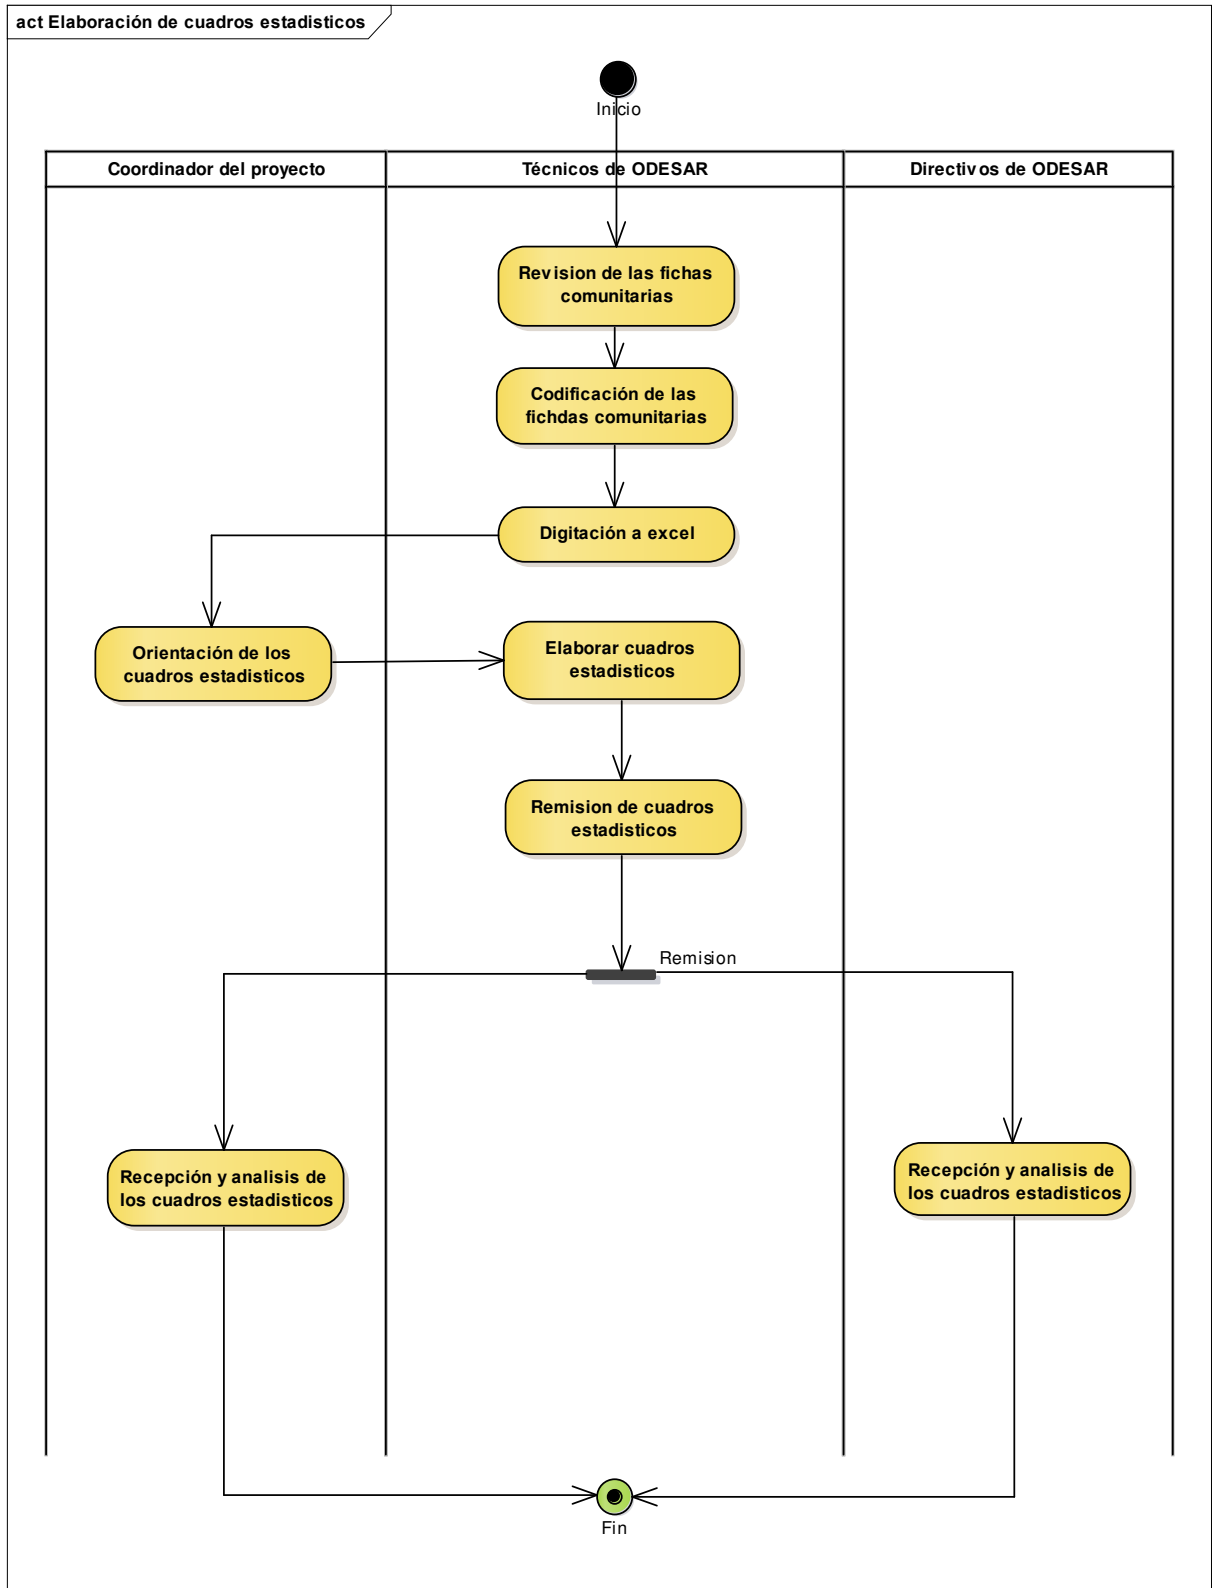 act Elaboración de cuadros estadisticos
Inicio
Coordinador del proyecto
Técnicos de ODESAR
Directivos de ODESAR
Revision de las fichas
comunitarias
Codificación de las
fichdas comunitarias
Digitación a excel
Orientación de los
cuadros estadisticos
Elaborar cuadros
estadisticos
Remision de cuadros
estadisticos
Remision
Recepción y analisis de
los cuadros estadisticos
Recepción y analisis de
los cuadros estadisticos
Fin